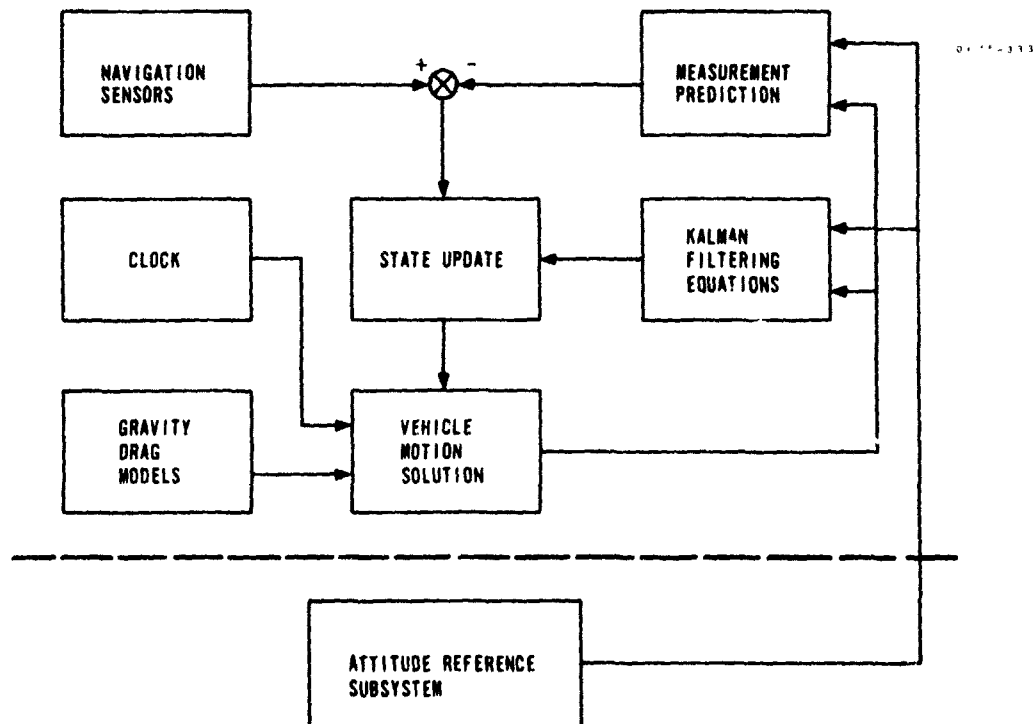 NAVIGATION
SENSORS
+
-
MEASUREMENT
PREDICTION
CLOCK
STATE UPDATE
KALMAN
FILTERING
EQUATIONS
GRAVITY
DRAG
MODELS
VEHICLE
MOTION
SOLUTION
ATTITUDE REFERENCE
SUBSYSTEM